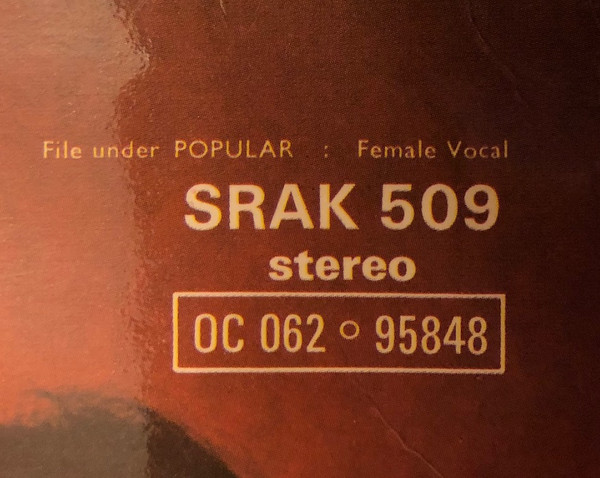 File under POPULAR : Female Vocal
SRAK 509
stereo
OC 062 ○ 95848